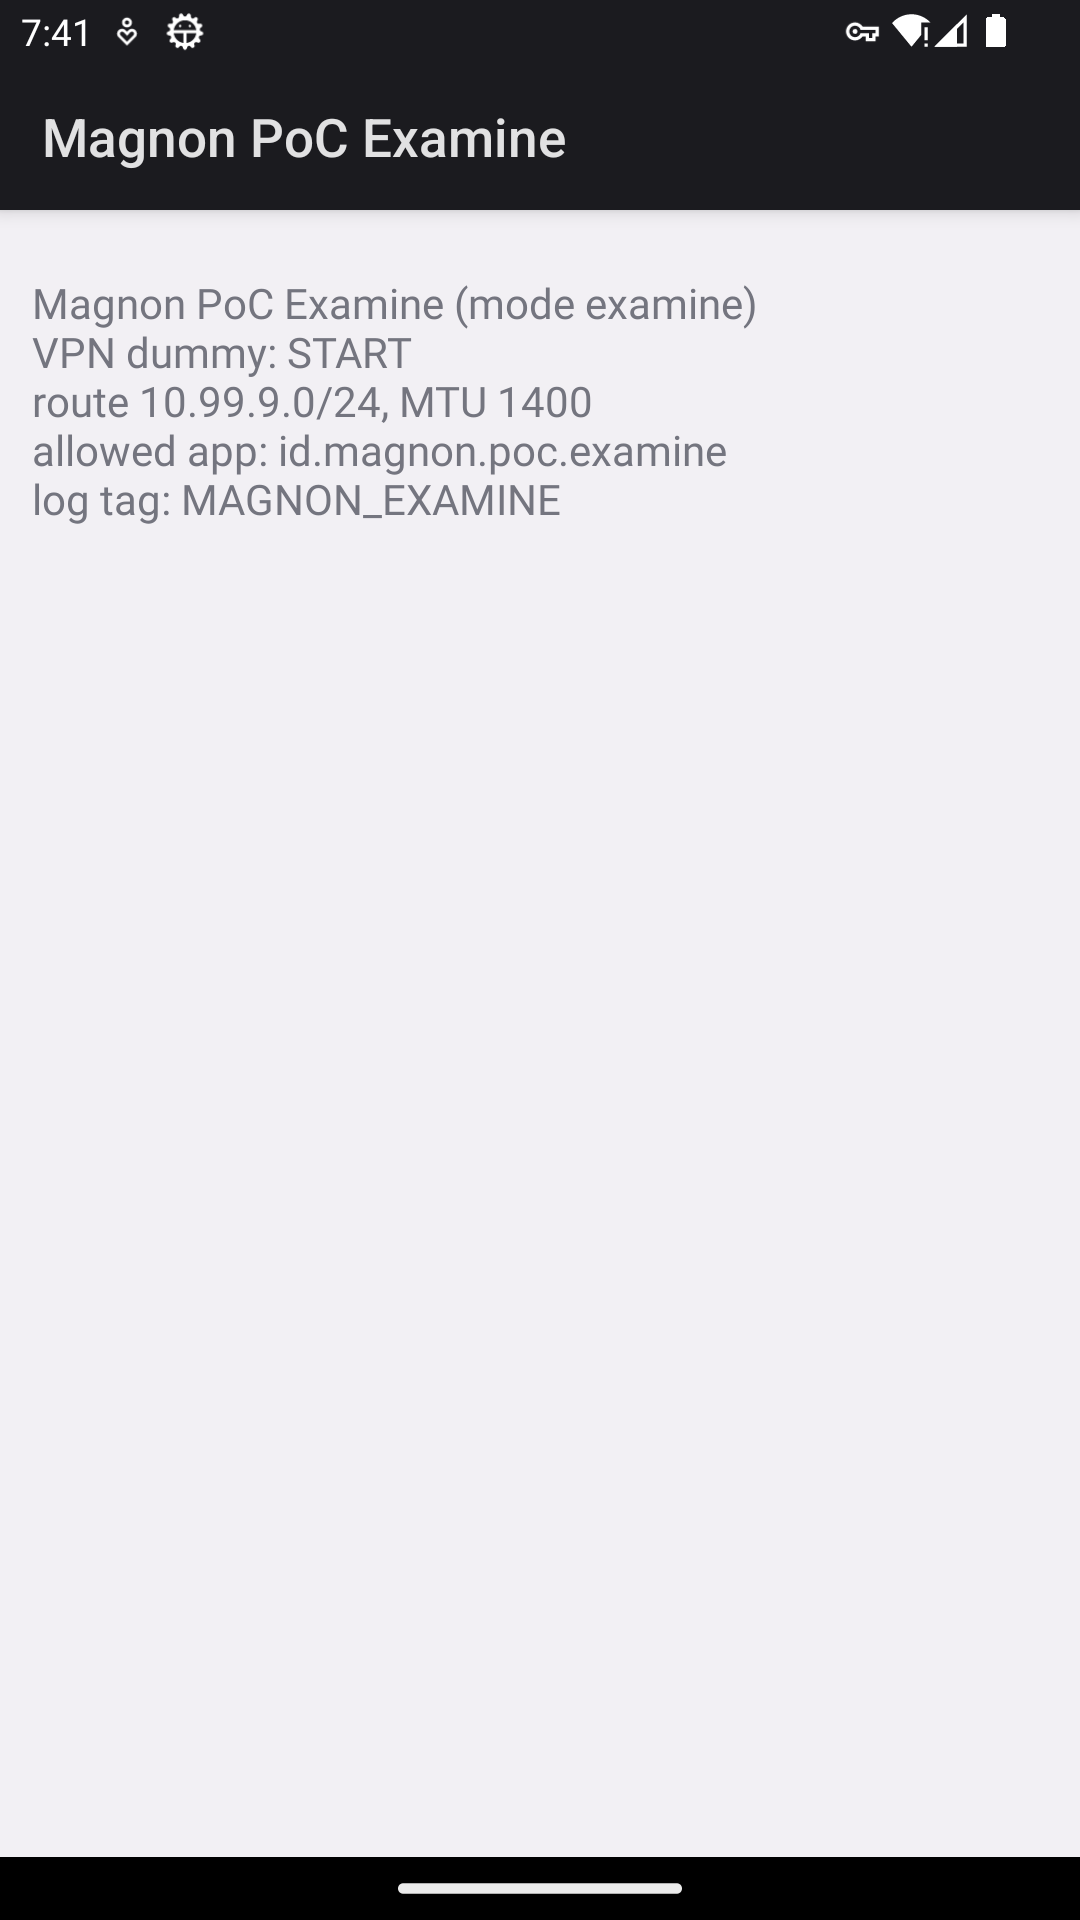 7:41
Magnon PoC Examine
Magnon PoC Examine (mode examine)
VPN dummy: START
route 10.99.9.0/24, MTU 1400
allowed app: id.magnon.poc.examine
log tag: MAGNON_EXAMINE